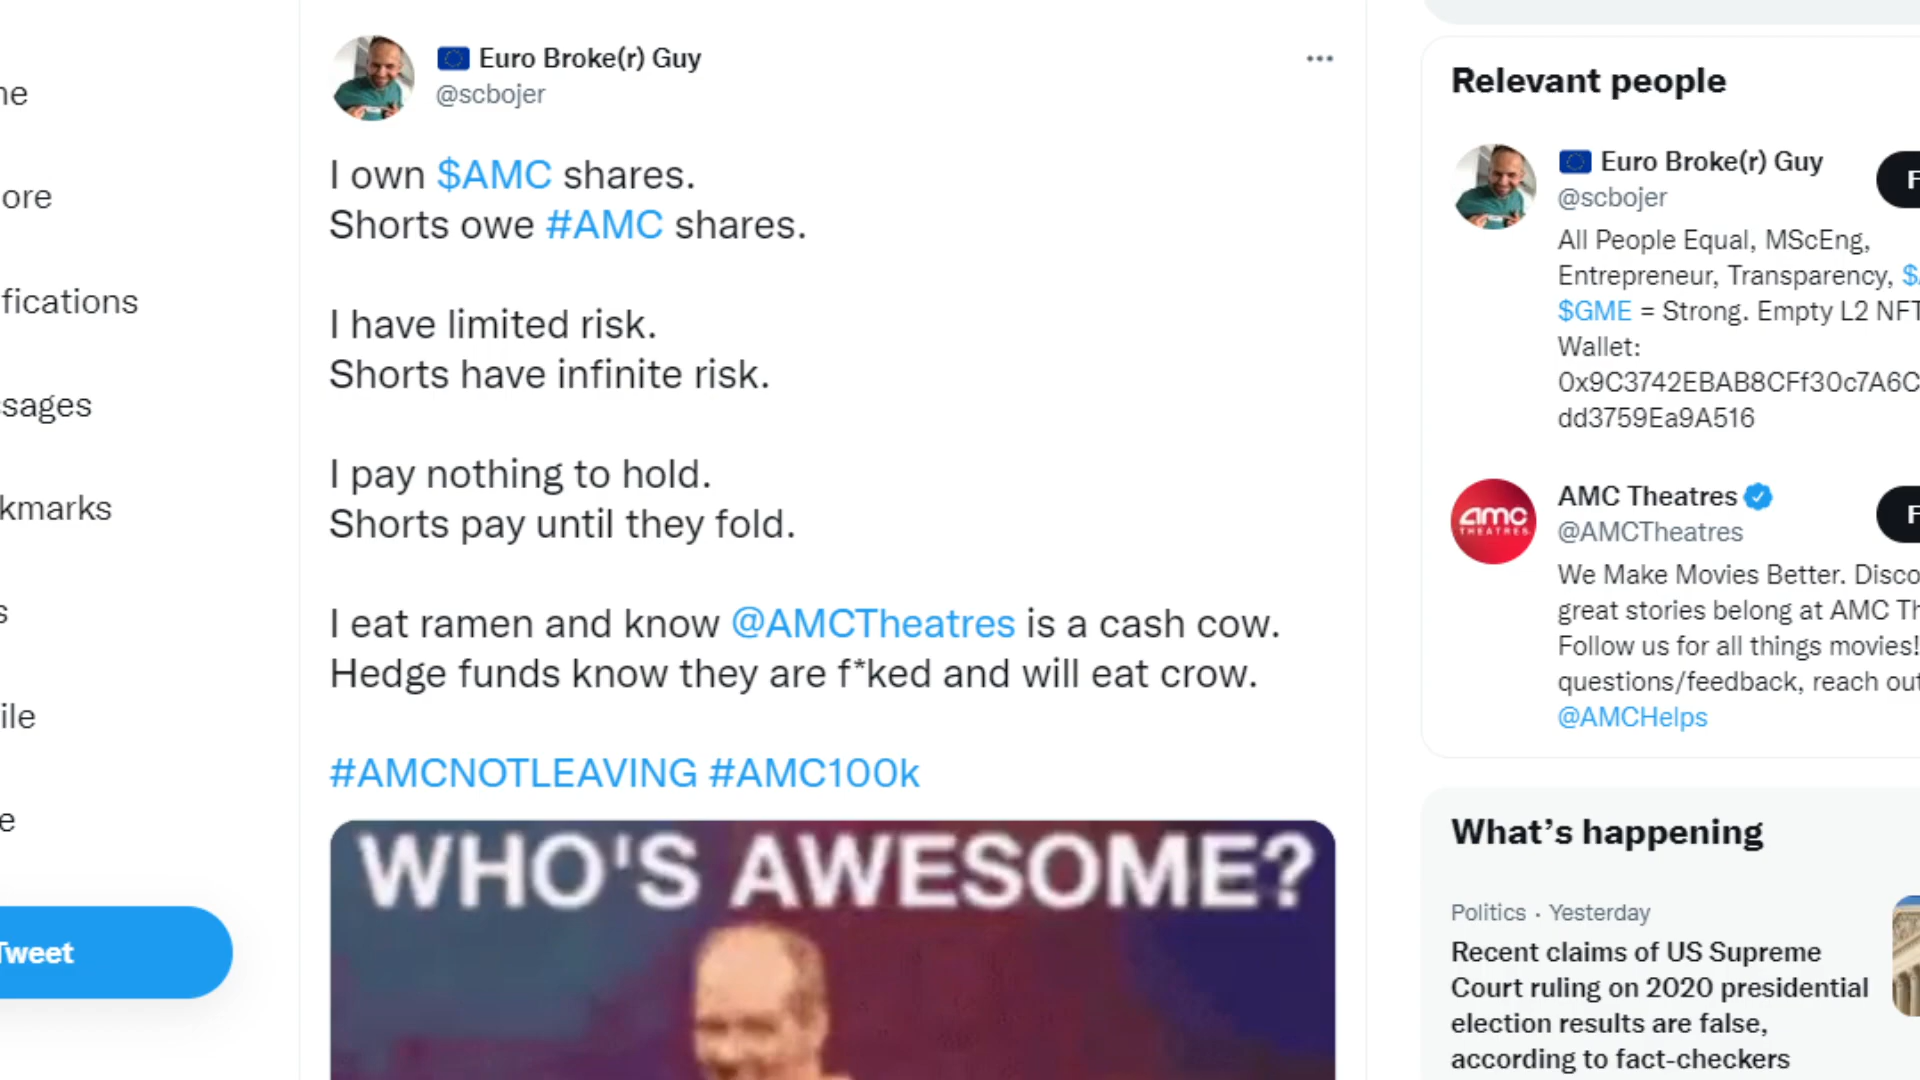 Euro Broke(r) Guy
@scbojer
I own $AMC shares.
Shorts owe #AMC shares.
I have limited risk.
Shorts have infinite risk.
I pay nothing to hold.
Shorts pay until they fold.
I eat ramen and know @AMCTheatres is a cash cow.
Hedge funds know they are f*ked and will eat crow.
#AMCNOTLEAVING #AMC100k
WHO'S AWESOME?
Tweet
Relevant people
Euro Broke(r) Guy
@scbojer
All People Equal, MScEng,
Entrepreneur, Transparency,
$GME = Strong. Empty L2 NFT
Wallet:
0x9C3742EBAB8CFf30c7A6C
dd3759Ea9A516
amc
THEATRES
AMC Theatres
@AMCTheatres
We Make Movies Better. Disco
great stories belong at AMC Th
Follow us for all things movies!
questions/feedback, reach out
@AMCHelps
What's happening
Politics · Yesterday
Recent claims of US Supreme
Court ruling on 2020 presidential
election results are false,
according to fact-checkers